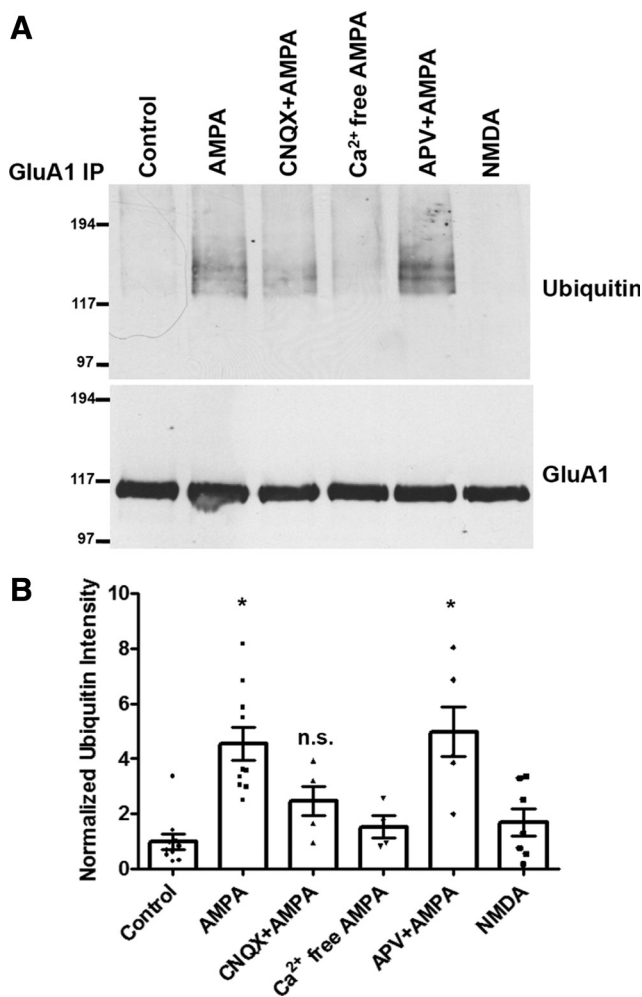 A
GluA1 IP
Control
AMPA
CNQX+AMPA
Ca²⁺ free AMPA
APV+AMPA
NMDA
194
117
97
Ubiquitin
194
117
97
GluA1
B
Normalized Ubiquitin Intensity
10
8
6
4
2
0
*
n.s.
*
Control
AMPA
CNQX+AMPA
Ca²⁺ free AMPA
APV+AMPA
NMDA